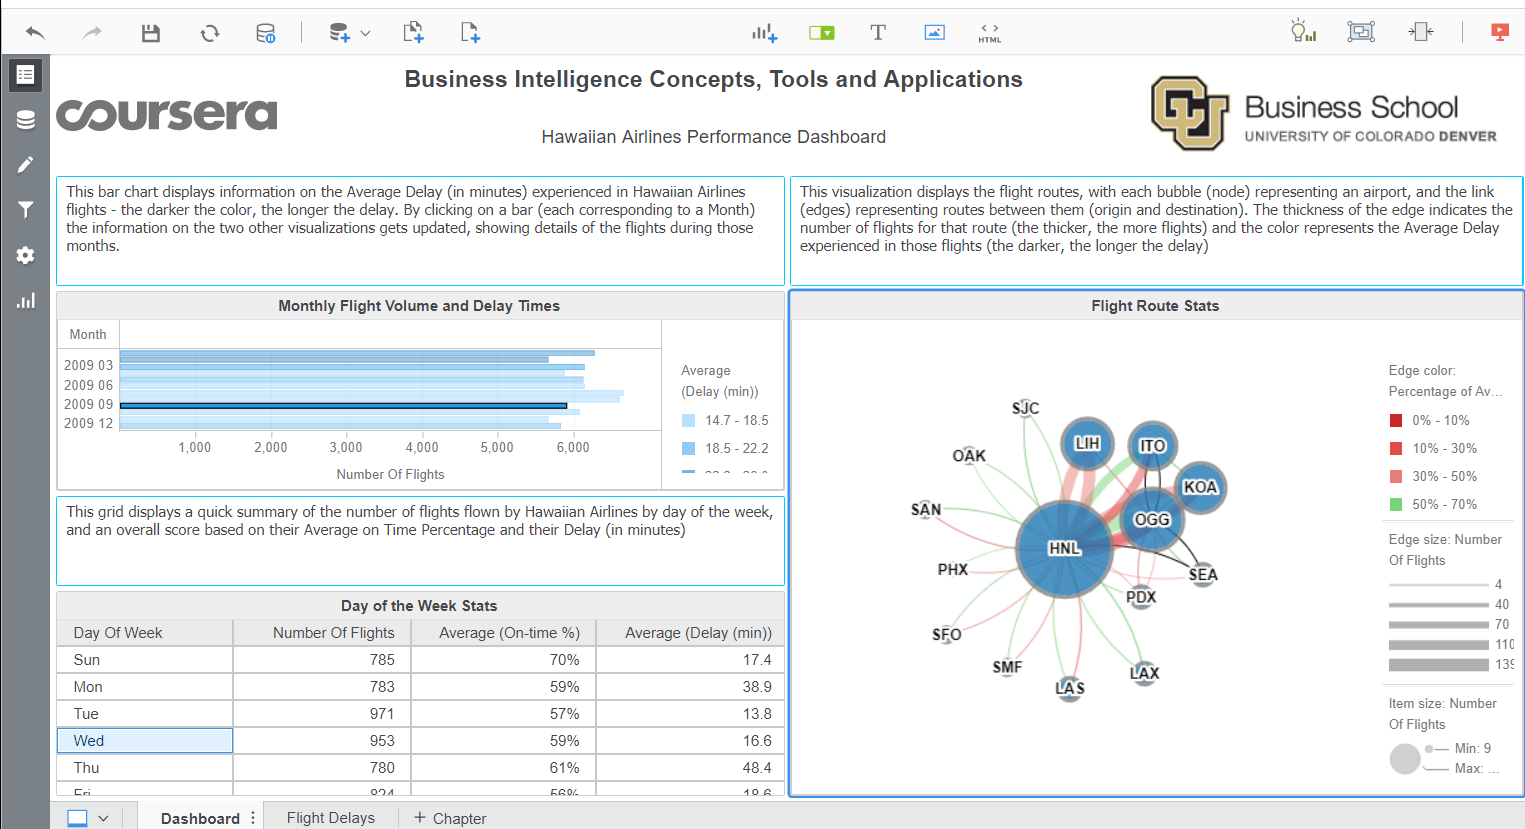 HTML
Business Intelligence Concepts, Tools and Applications
coursera
Hawaiian Airlines Performance Dashboard
CU
Business School
UNIVERSITY OF COLORADO DENVER
This bar chart displays information on the Average Delay (in minutes) experienced in Hawaiian Airlines
flights - the darker the color, the longer the delay. By clicking on a bar (each corresponding to a Month)
the information on the two other visualizations gets updated, showing details of the flights during those
months.
This visualization displays the flight routes, with each bubble (node) representing an airport, and the link
(edges) representing routes between them (origin and destination). The thickness of the edge indicates the
number of flights for that route (the thicker, the more flights) and the color represents the Average Delay
experienced in those flights (the darker, the longer the delay)
Monthly Flight Volume and Delay Times
Month
2009 03
2009 06
2009 09
2009 12
1,000 2,000 3,000 4,000 5,000 6,000
Number Of Flights
Average
(Delay (min))
14.7 - 18.5
18.5 - 22.2
This grid displays a quick summary of the number of flights flown by Hawaiian Airlines by day of the week,
and an overall score based on their Average on Time Percentage and their Delay (in minutes)
Day of the Week Stats
Day Of Week Number Of Flights Average (On-time %) Average (Delay (min))
Sun 785 70% 17.4
Mon 783 59% 38.9
Tue 971 57% 13.8
Wed 953 59% 16.6
Thu 780 61% 48.4
Fri 824 56% 18.6
Flight Route Stats
SJC
LIH
ITO
OAK
KOA
SAN
OGG
HNL
PHX
SEA
PDX
SFO
SMF
LAX
LAS
Edge color:
Percentage of Av...
0% - 10%
10% - 30%
30% - 50%
50% - 70%
Edge size: Number
Of Flights
4
40
70
110
139
Item size: Number
Of Flights
Min: 9
Max: ...
Dashboard
Flight Delays
+ Chapter